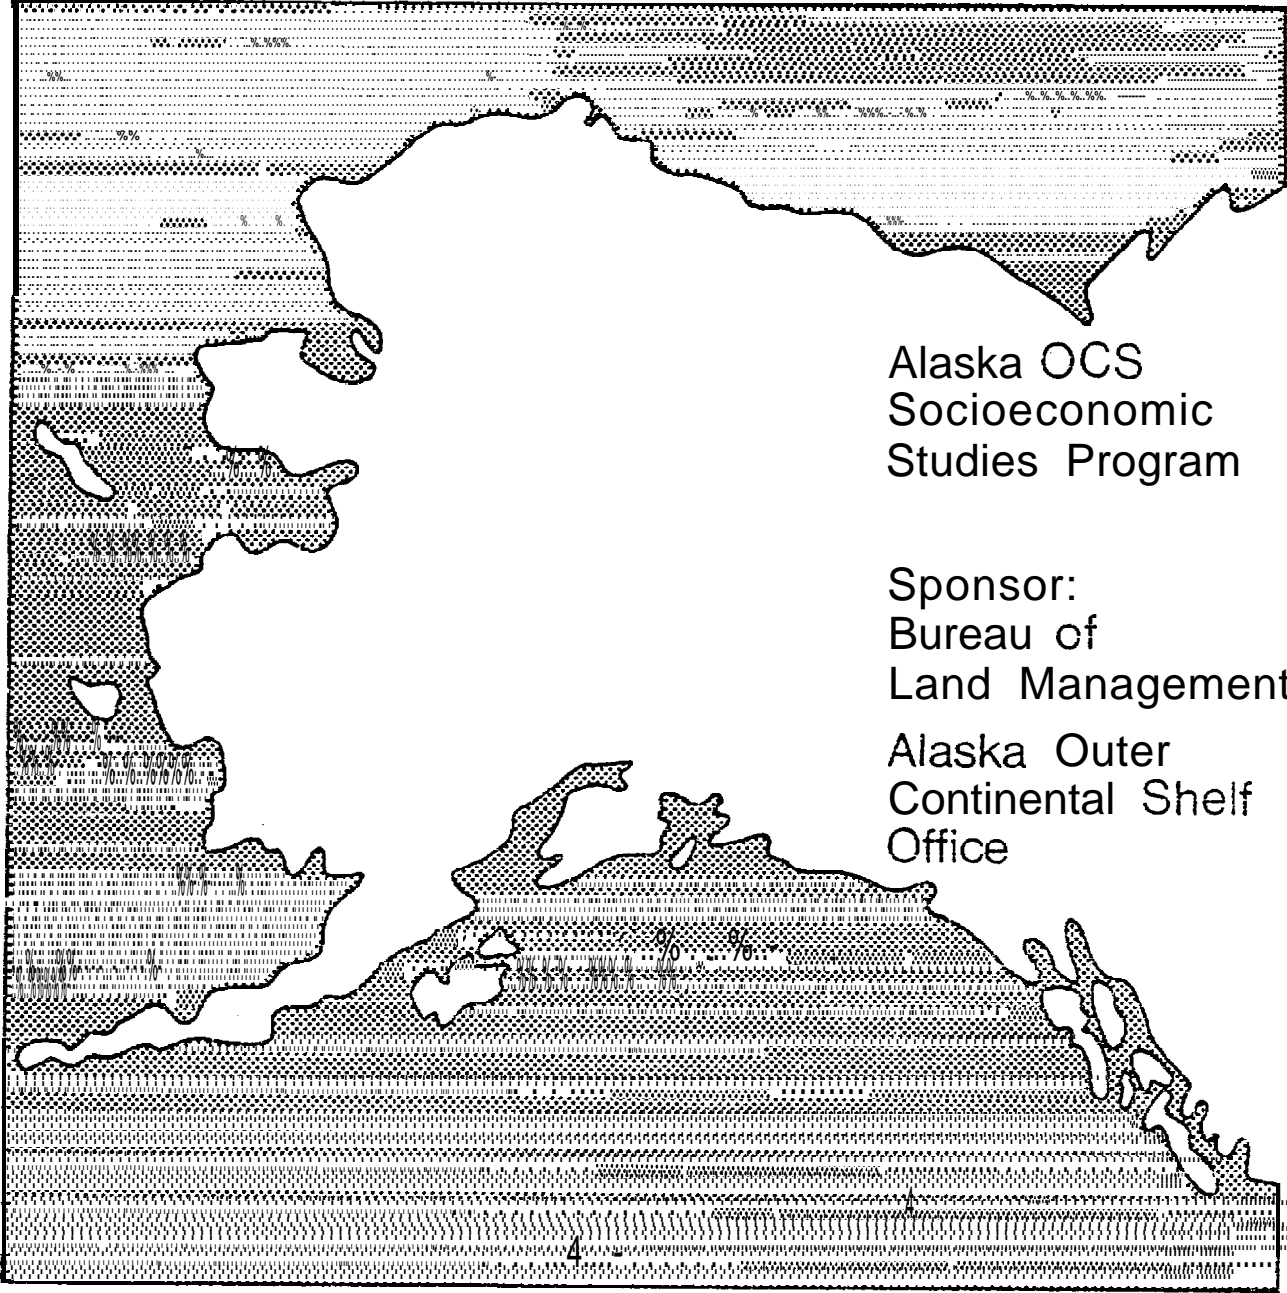 Alaska OCS
Socioeconomic
Studies Program
Sponsor:
Bureau of
Land Management
Alaska Outer
Continental Shelf
Office